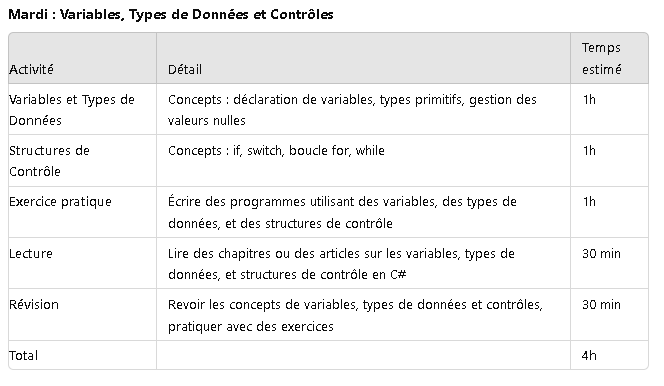 Mardi : Variables, Types de Données et Contrôles
Activité
Détail
Temps
estimé
Variables et Types de
Données
Concepts : déclaration de variables, types primitifs, gestion des
valeurs nulles
1h
Structures de
Contrôle
Concepts : if, switch, boucle for, while
1h
Exercice pratique
Écrire des programmes utilisant des variables, des types de
données, et des structures de contrôle
1h
Lecture
Lire des chapitres ou des articles sur les variables, types de
données, et structures de contrôle en C#
30 min
Révision
Revoir les concepts de variables, types de données et contrôles,
pratiquer avec des exercices
30 min
Total
4h